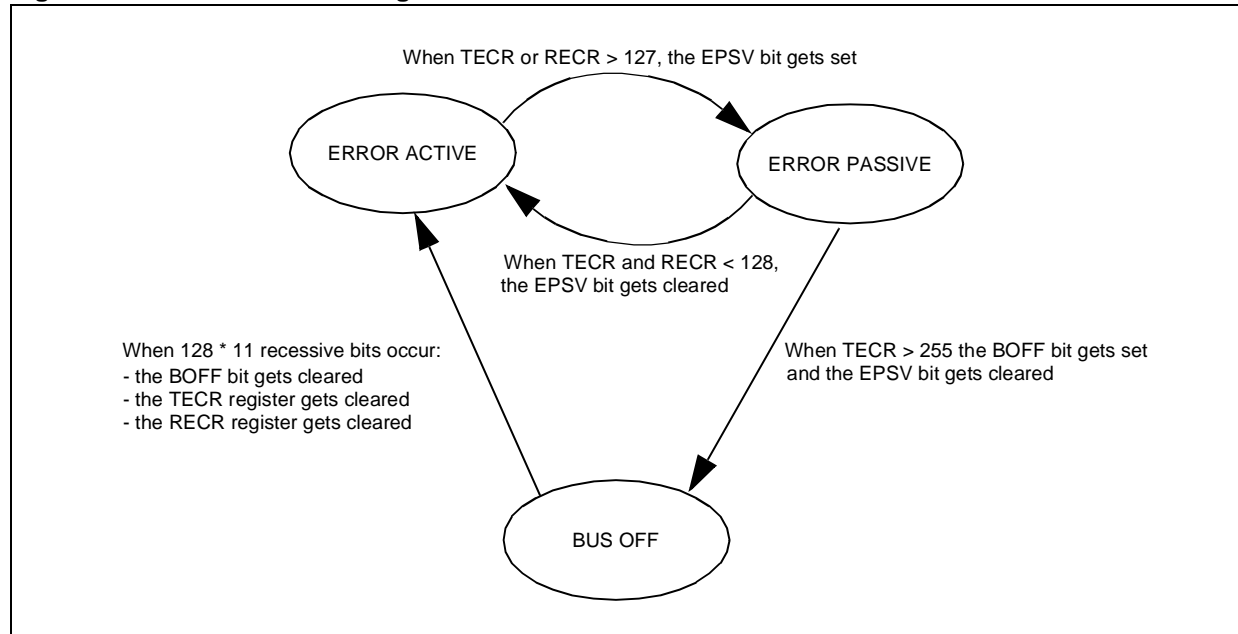 When TECR or RECR > 127, the EPSV bit gets set
ERROR ACTIVE
ERROR PASSIVE
When TECR and RECR < 128,
the EPSV bit gets cleared
When 128 * 11 recessive bits occur:
- the BOFF bit gets cleared
- the TECR register gets cleared
- the RECR register gets cleared
When TECR > 255 the BOFF bit gets set
and the EPSV bit gets cleared
BUS OFF